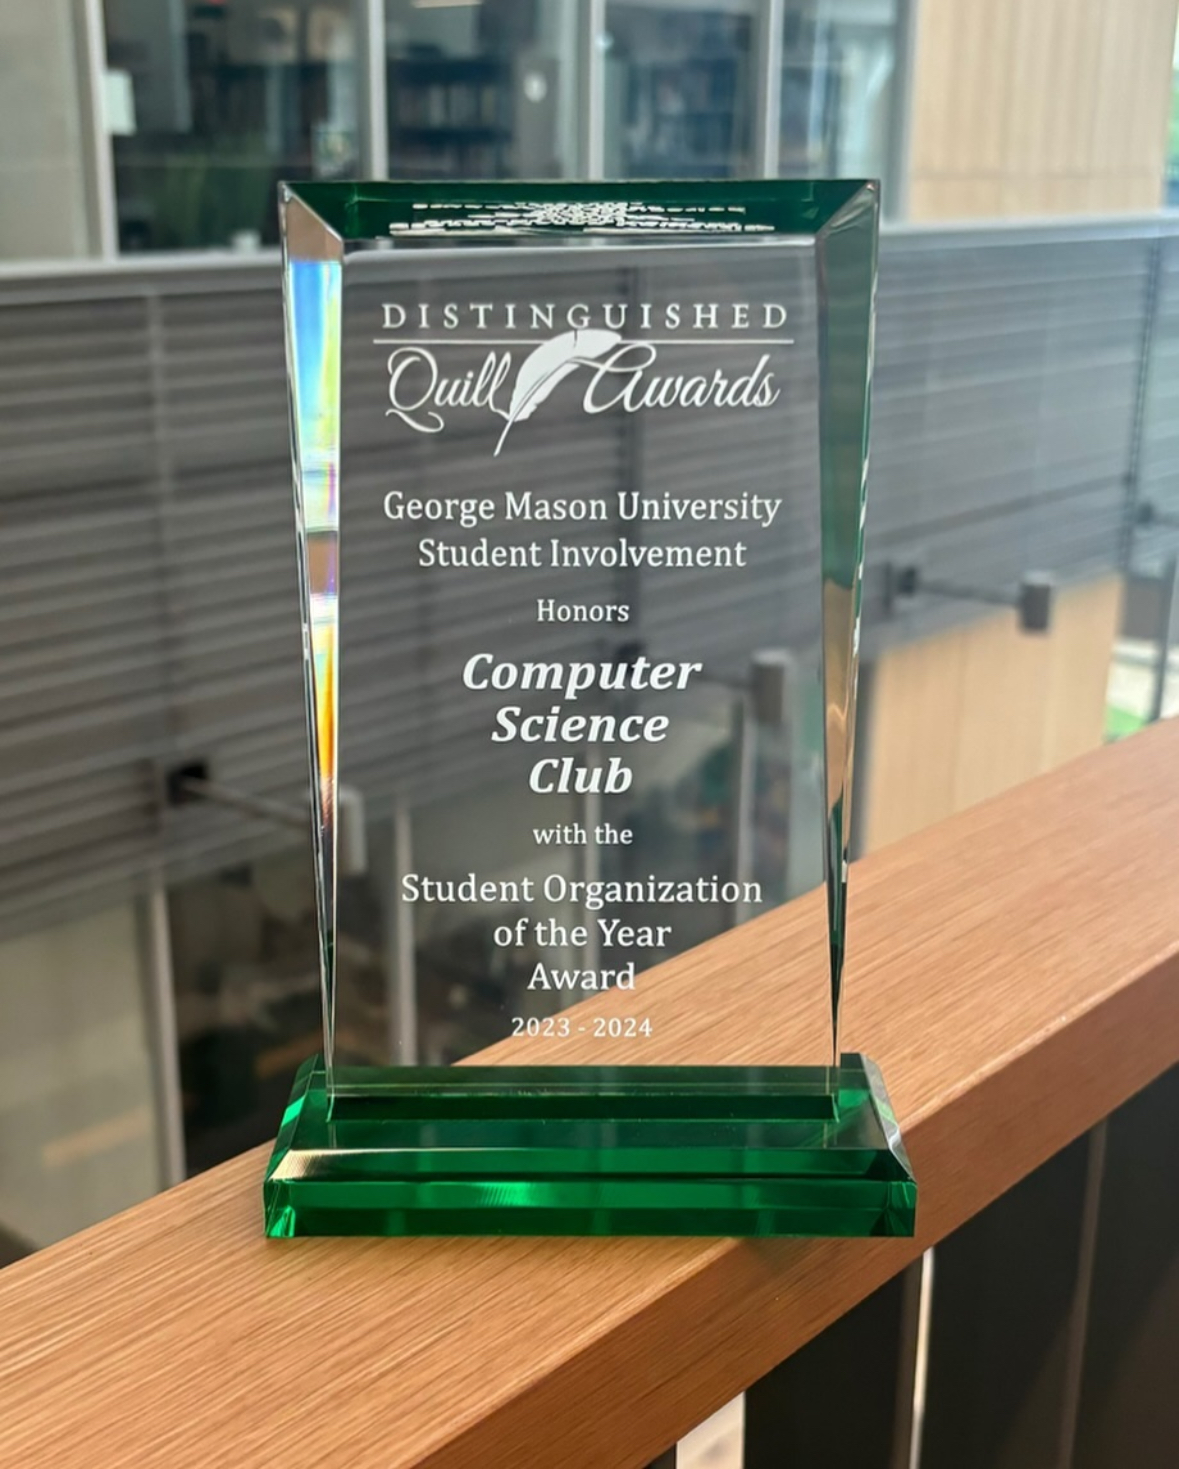 DISTINGUISHED
Quill Awards
George Mason University
Student Involvement
Honors
Computer
Science
Club
with the
Student Organization
of the Year
Award
2023 - 2024